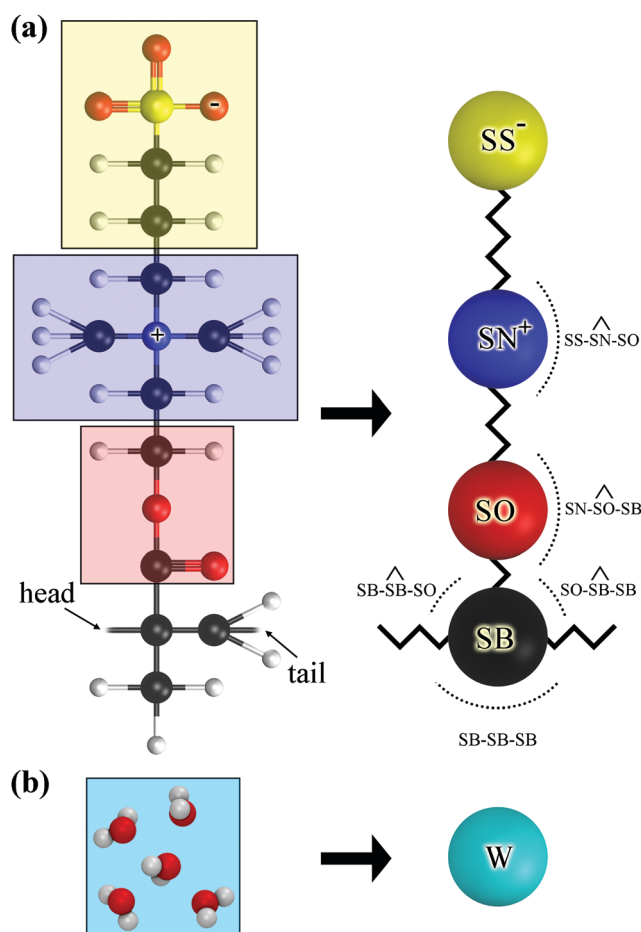 (a)
-
+
head
tail
SS-
SN+
SS-SN-SO
SO
SN-SO-SB
SB-SB-SO
SO-SB-SB
SB
SB-SB-SB
(b)
W